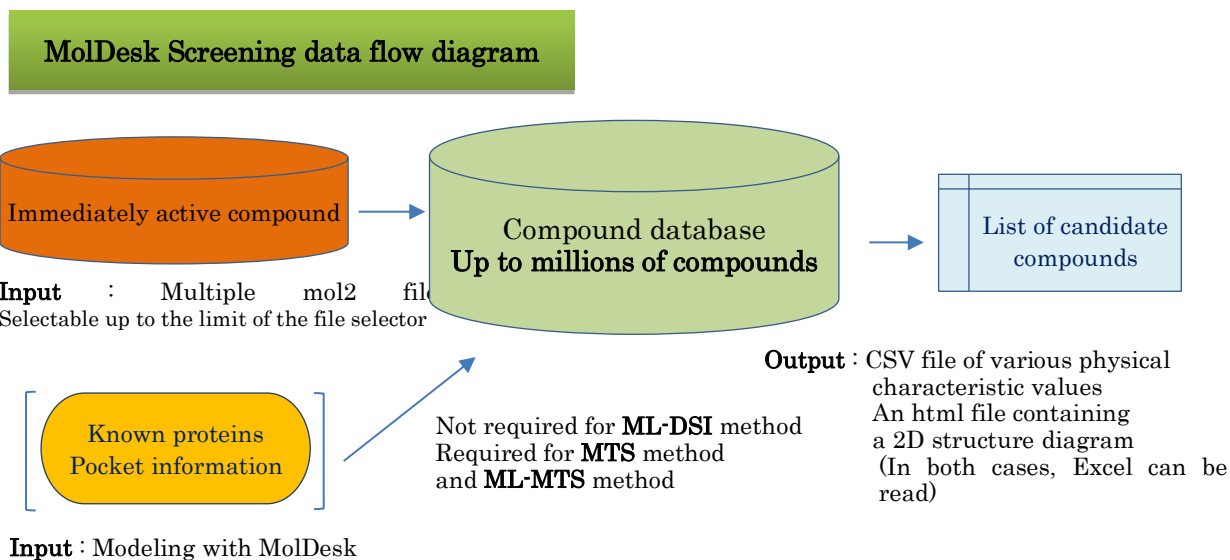 MolDesk Screening data flow diagram
Immediately active compound
Compound database
Up to millions of compounds
List of candidate
compounds
Input : Multiple mol2 file
Selectable up to the limit of the file selector
Known proteins
Pocket information
Not required for ML-DSI method
Required for MTS method
and ML-MTS method
Output : CSV file of various physical
characteristic values
An html file containing
a 2D structure diagram
(In both cases, Excel can be
read)
Input : Modeling with MolDesk